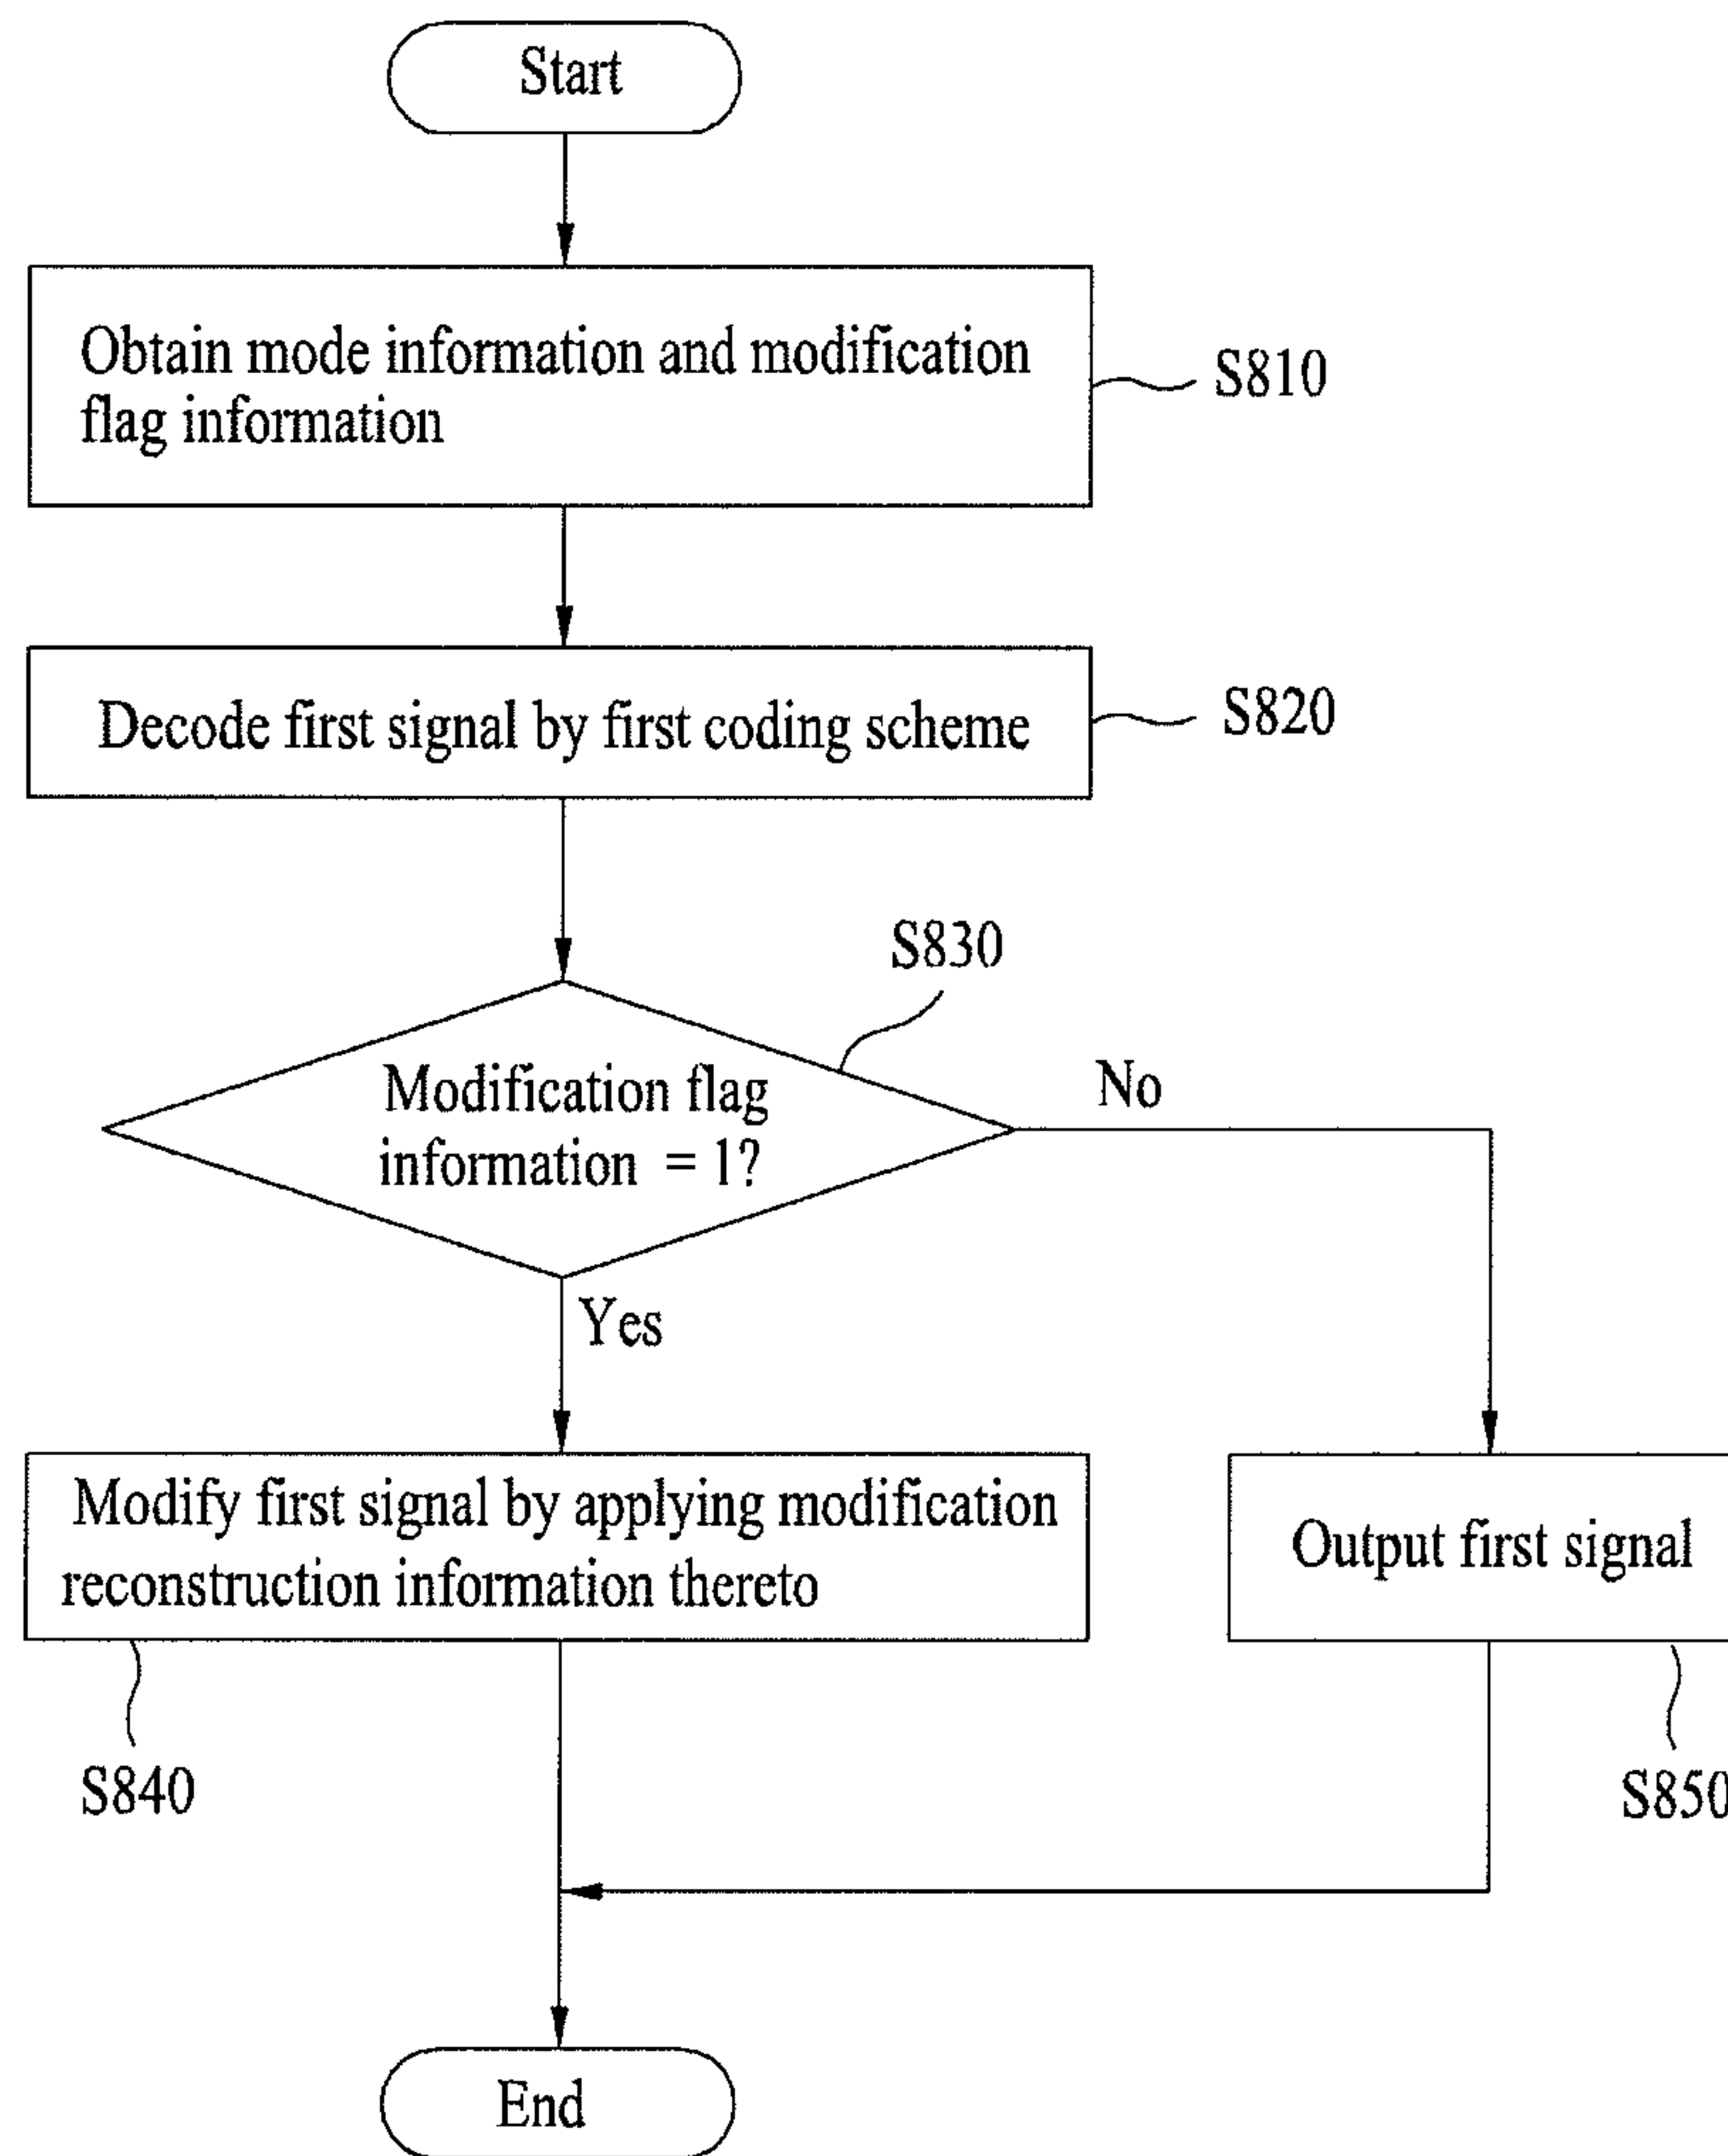 Start
Obtain mode information and modification
flag information
S810
Decode first signal by first coding scheme
S820
S830
Modification flag
information = 1?
No
Yes
Modify first signal by applying modification
reconstruction information thereto
Output first signal
S840
S850
End